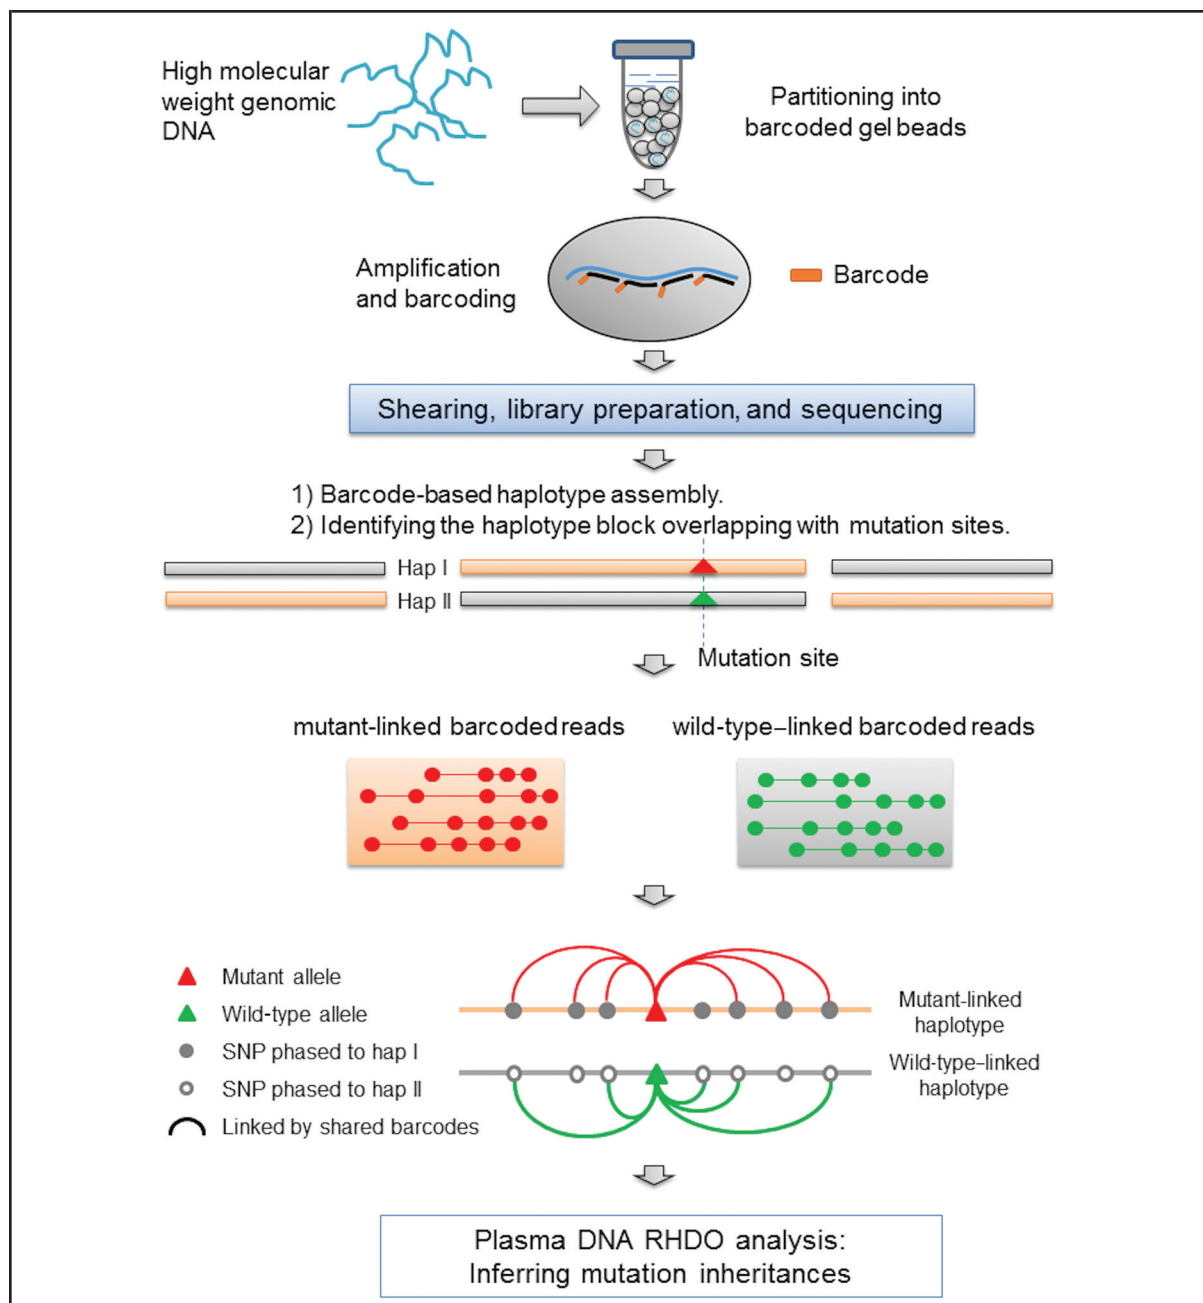 High molecular
weight genomic
DNA
Partitioning into
barcoded gel beads
Amplification
and barcoding
Barcode
Shearing, library preparation, and sequencing
1) Barcode-based haplotype assembly.
2) Identifying the haplotype block overlapping with mutation sites.
Hap I
Hap II
Mutation site
mutant-linked barcoded reads
wild-type–linked barcoded reads
Mutant allele
Wild-type allele
SNP phased to hap I
SNP phased to hap II
Linked by shared barcodes
Mutant-linked
haplotype
Wild-type–linked
haplotype
Plasma DNA RHDO analysis:
Inferring mutation inheritances